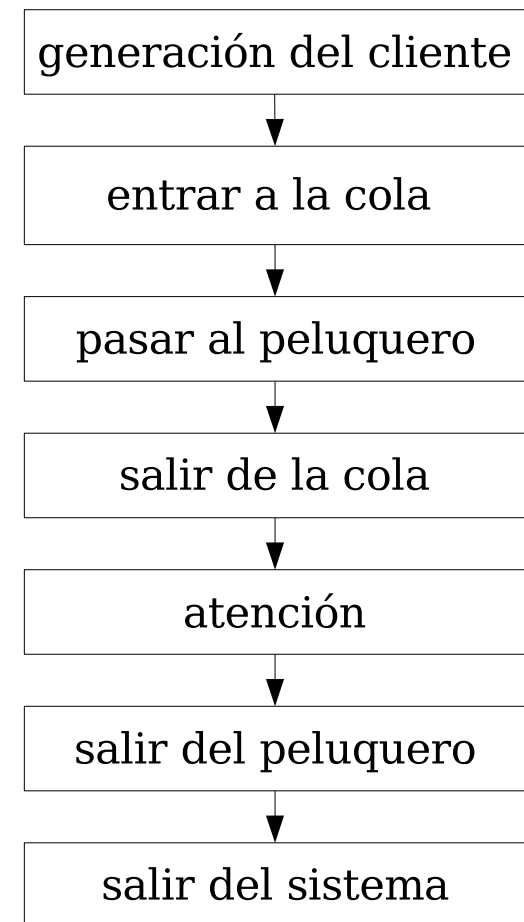 generación del cliente
entrar a la cola
pasar al peluquero
salir de la cola
atención
salir del peluquero
salir del sistema